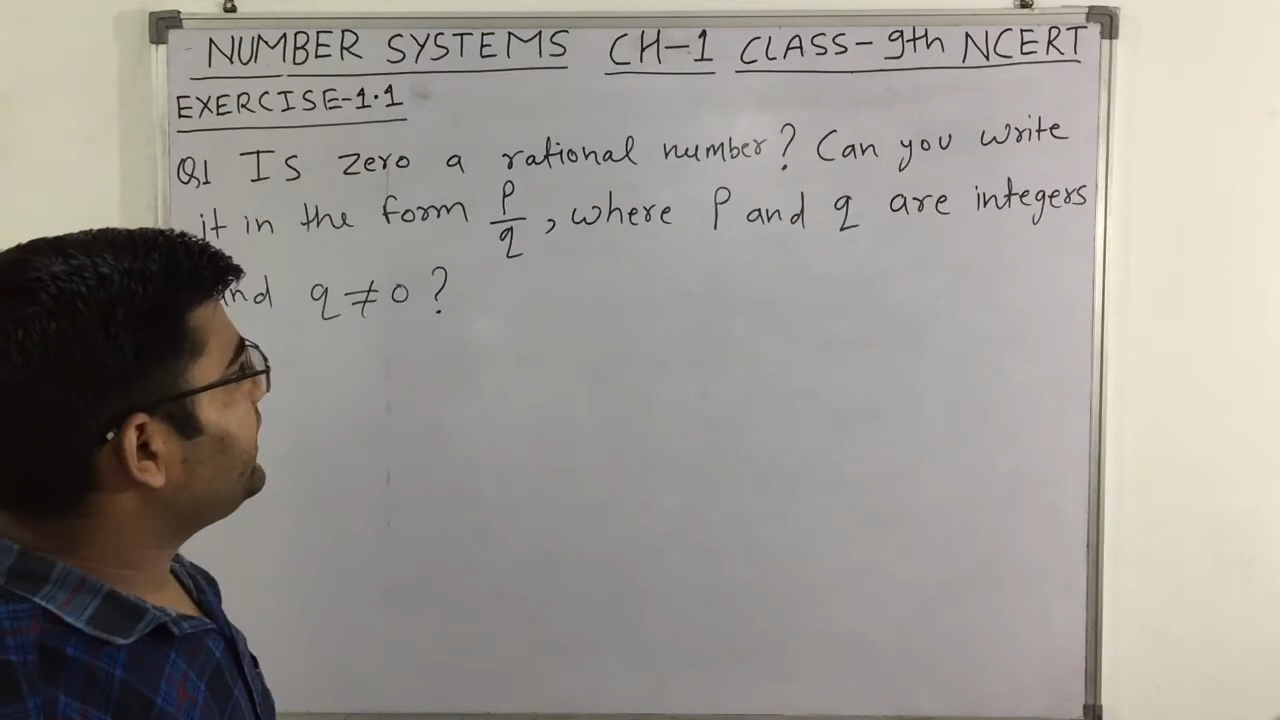 NUMBER SYSTEMS CH-1 CLASS-9th NCERT
EXERCISE-1.1
Q1 Is zero a rational number? Can you write
it in the form p/q, where p and q are integers
and q≠0?